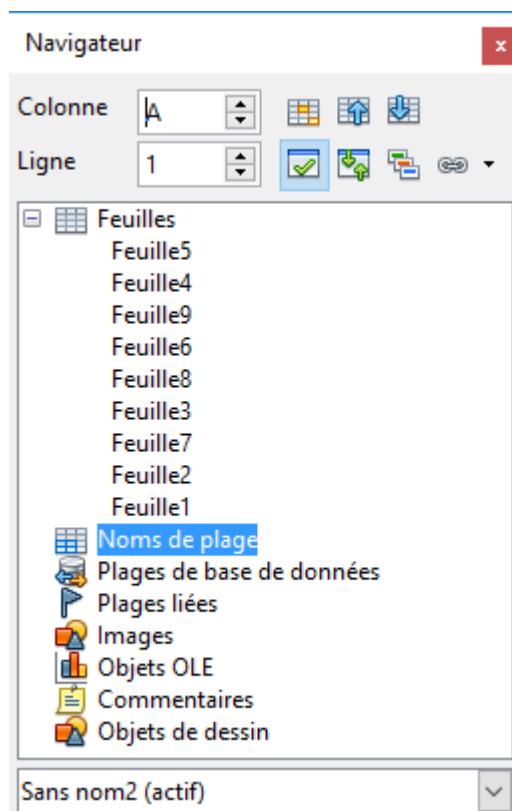 Navigateur
x
Colonne A
Ligne 1
Feuilles
Feuille5
Feuille4
Feuille9
Feuille6
Feuille8
Feuille3
Feuille7
Feuille2
Feuille1
Noms de plage
Plages de base de données
Plages liées
Images
Objets OLE
Commentaires
Objets de dessin
Sans nom2 (actif)